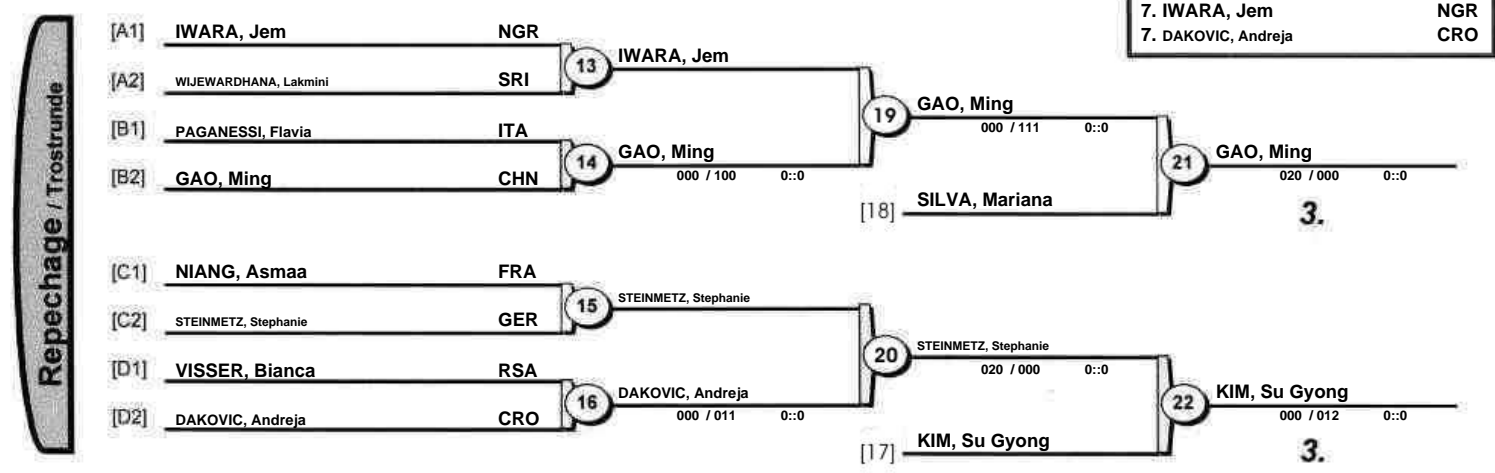 7. IWARA, Jem NGR
7. DAKOVIC, Andreja CRO
Repechage / Trostrunde
[A1] IWARA, Jem NGR
13 IWARA, Jem
[A2] WIJEWARDHANA, Lakmini SRI
19 GAO, Ming
000 / 111 0::0
[B1] PAGANESSI, Flavia ITA
14 GAO, Ming
000 / 100 0::0
21 GAO, Ming
020 / 000 0::0
[B2] GAO, Ming CHN
[18] SILVA, Mariana
3.
[C1] NIANG, Asmaa FRA
15 STEINMETZ, Stephanie
[C2] STEINMETZ, Stephanie GER
20 STEINMETZ, Stephanie
020 / 000 0::0
[D1] VISSER, Bianca RSA
16 DAKOVIC, Andreja
000 / 011 0::0
22 KIM, Su Gyong
000 / 012 0::0
[D2] DAKOVIC, Andreja CRO
[17] KIM, Su Gyong
3.